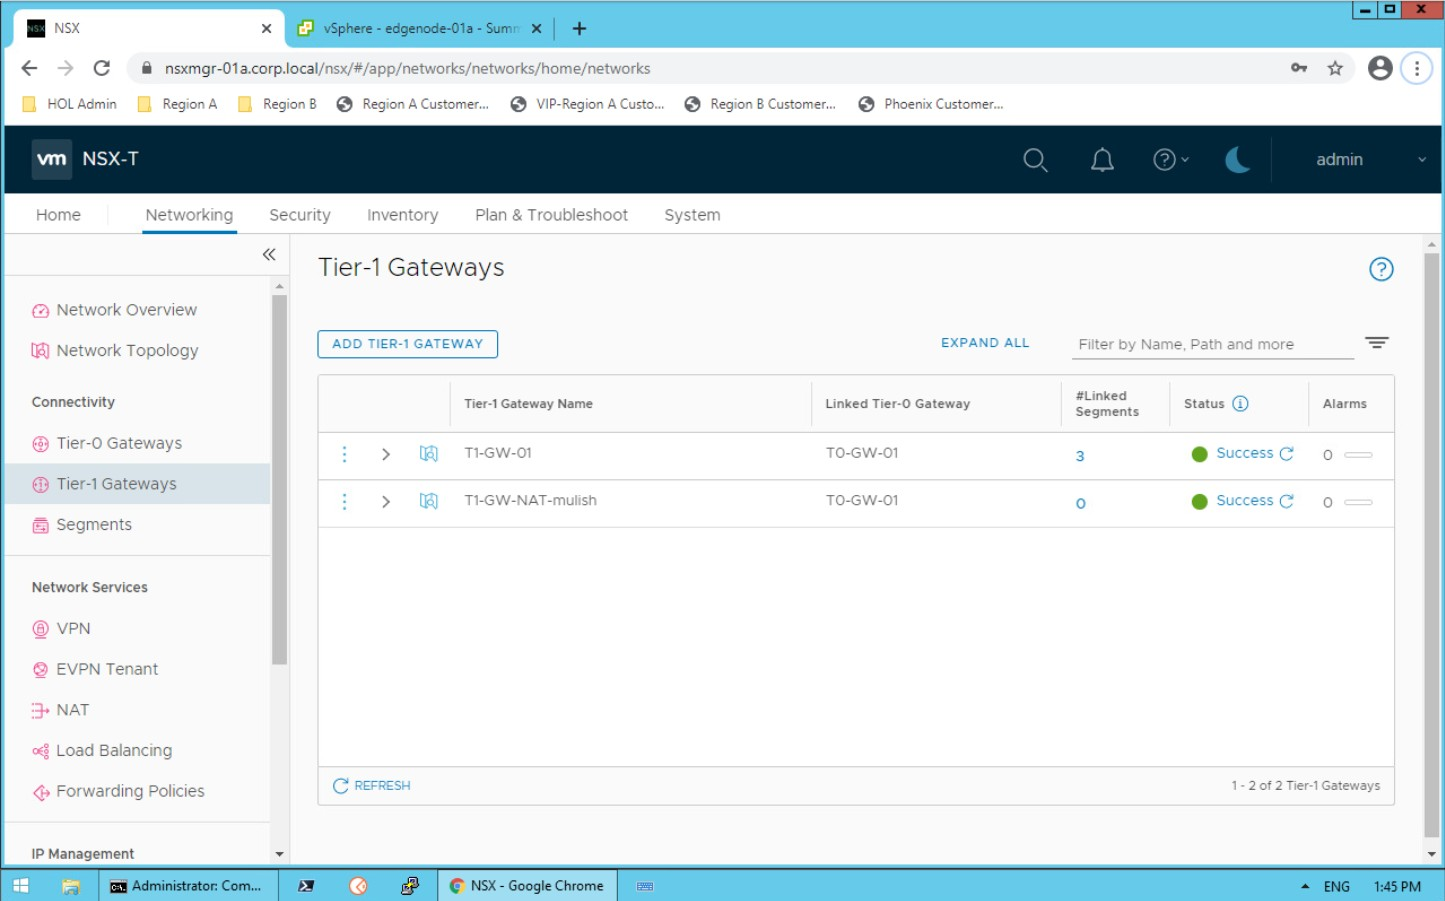 NSX
vSphere - edgenode-01a - Summ
nsxmgr-01a.corp.local/nsx/#/app/networks/networks/home/networks
HOL Admin
Region A
Region B
Region A Customer...
VIP-Region A Custo...
Region B Customer...
Phoenix Customer...
vm NSX-T
admin
Home
Networking
Security
Inventory
Plan & Troubleshoot
System
Network Overview
Network Topology
Connectivity
Tier-0 Gateways
Tier-1 Gateways
Segments
Network Services
VPN
EVPN Tenant
NAT
Load Balancing
Forwarding Policies
IP Management
Tier-1 Gateways
ADD TIER-1 GATEWAY
EXPAND ALL
Filter by Name, Path and more
Tier-1 Gateway Name
Linked Tier-0 Gateway
#Linked
Segments
Status
Alarms
T1-GW-01
T0-GW-01
3
Success
0
T1-GW-NAT-mulish
T0-GW-01
0
Success
0
REFRESH
1 - 2 of 2 Tier-1 Gateways
Administrator: Com...
NSX - Google Chrome
ENG
1:45 PM